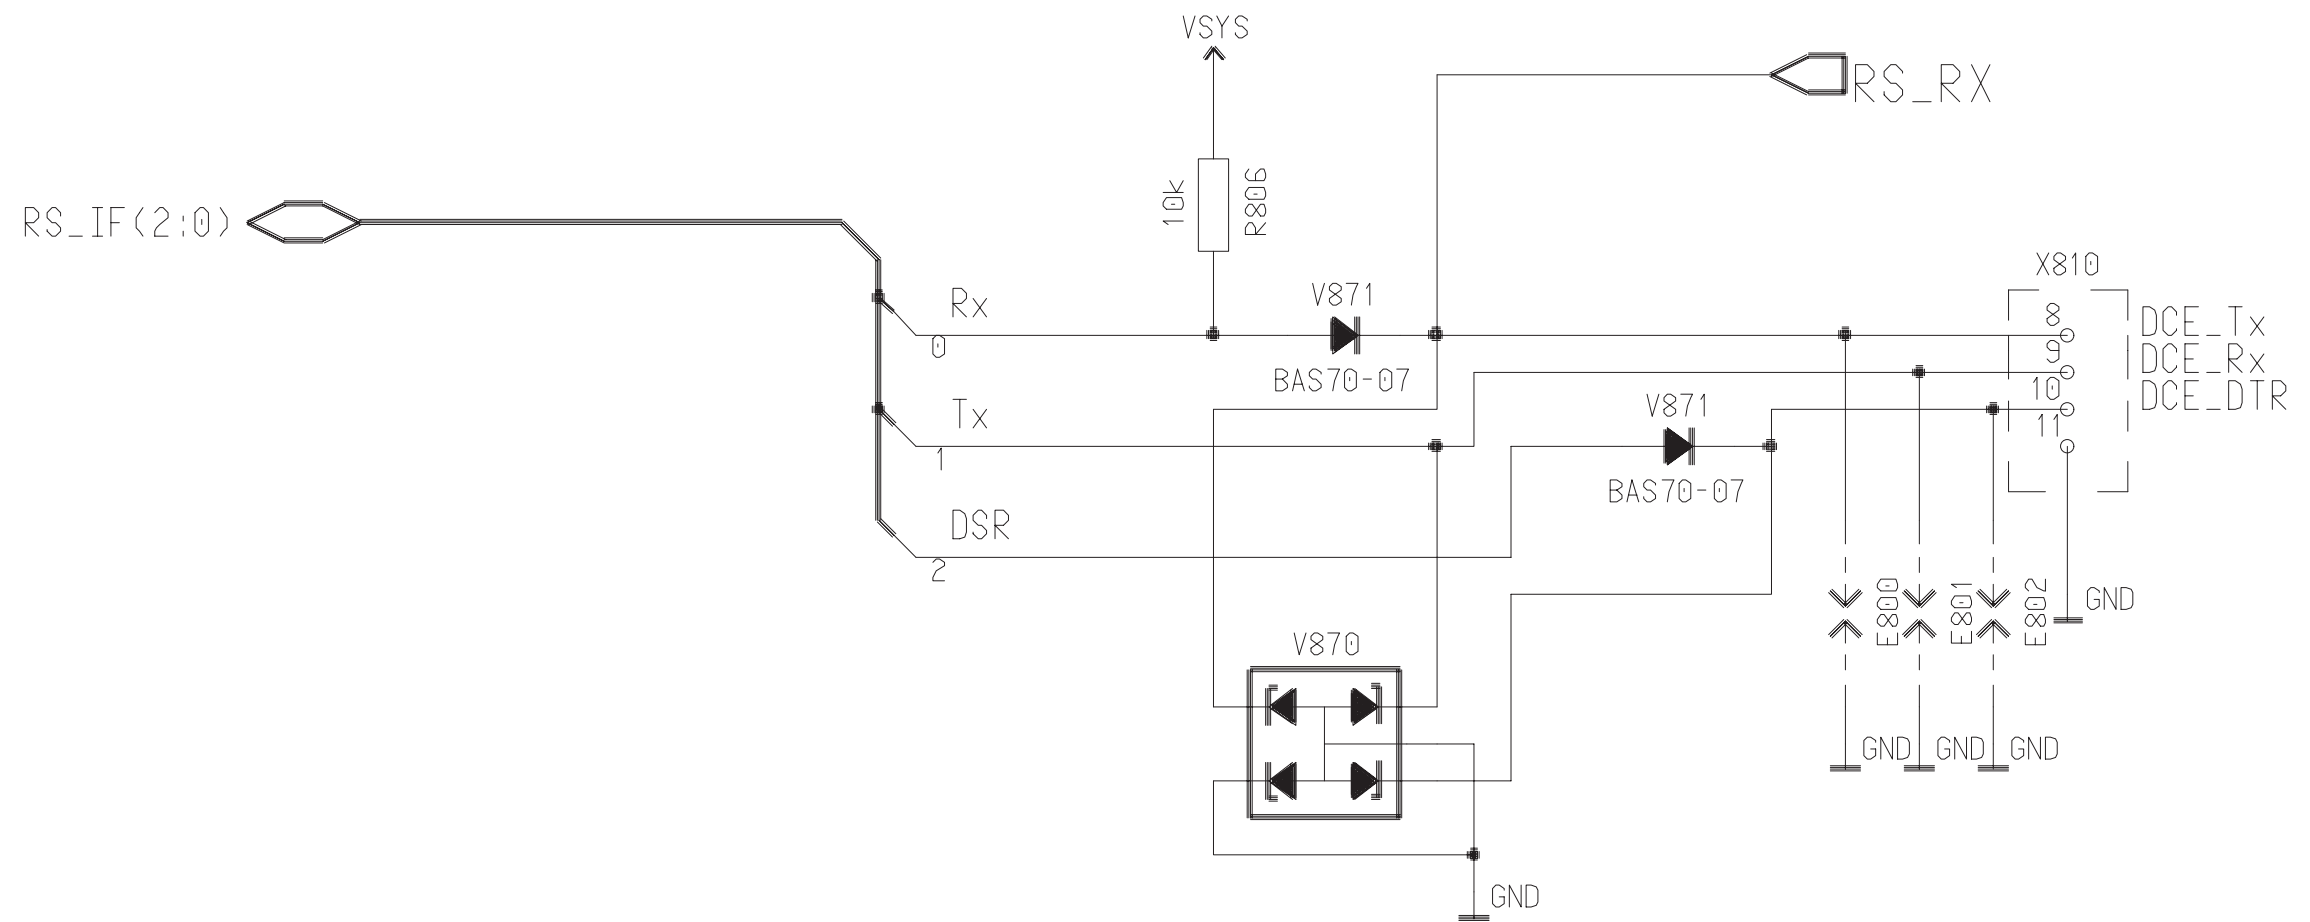 VSYS
RS_RX
10k
R806
RS_IF(2:0)
X810
Rx
V871
8
DCE_Tx
0
9
DCE_Rx
BAS70-07
10
DCE_DTR
Tx
V871
11
1
BAS70-07
DSR
2
E800
E801
E802
GND
V870
GND
GND
GND
GND